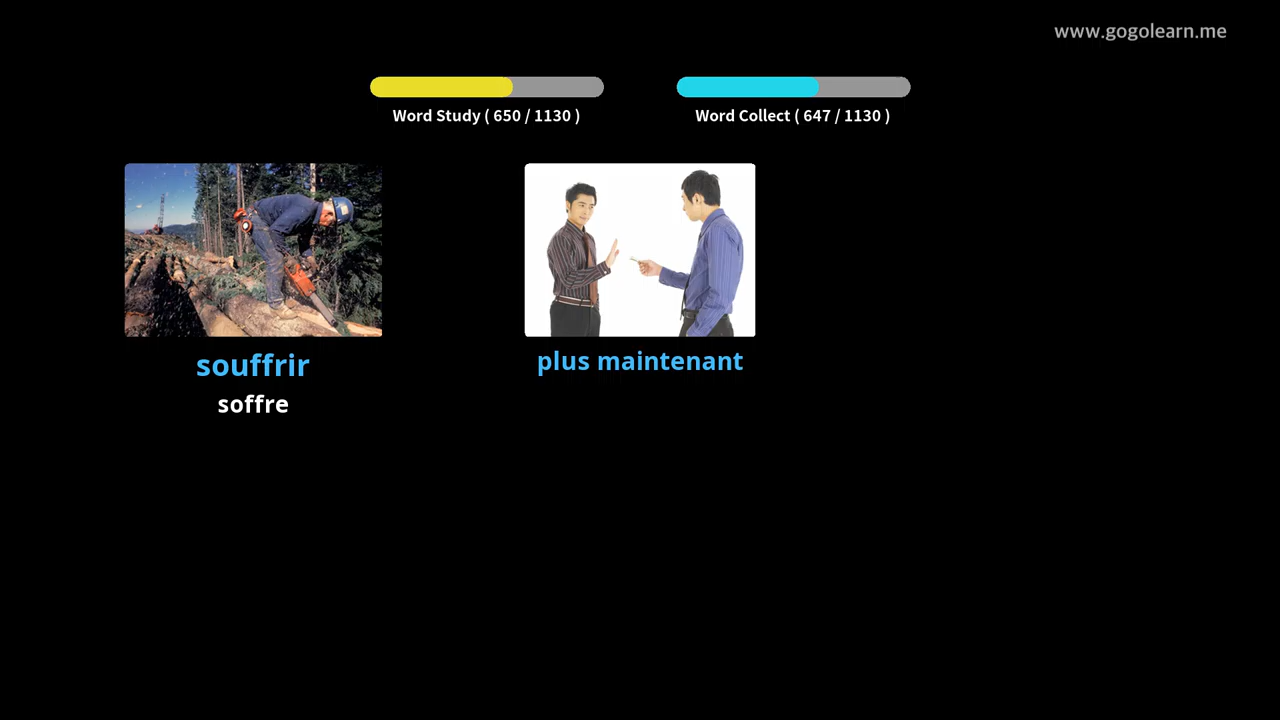 www.gogolearn.me
Word Study ( 650 / 1130 )
Word Collect ( 647 / 1130 )
souffrir
soffre
plus maintenant